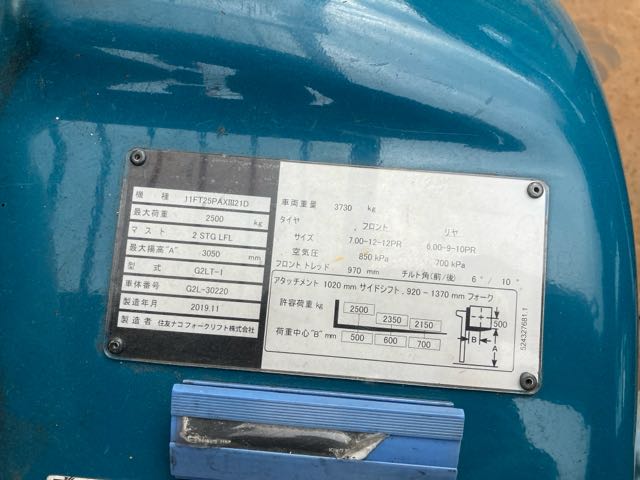 機種 11FT25PAXⅢ21D
最大荷重 2500 kg
マスト 2 STG LFL
最大揚高"A" 3050 mm
型式 G2LT-1
車体番号 G2L-30220
製造年月 2019.11
製造者 住友ナコフォークリフト株式会社
車両重量 3730 kg
タイヤ フロント リヤ
サイズ 7.00-12-12PR 6.00-9-10PR
空気圧 850 kPa 700 kPa
フロント トレッド 970 mm チルト角(前/後) 6° / 10°
アタッチメント 1020 mm サイドシフト, 920-1370 mm フォーク
許容荷重 kg 2500 2350 2150
荷重中心"B" mm 500 600 700
500
B
A
524327681.1